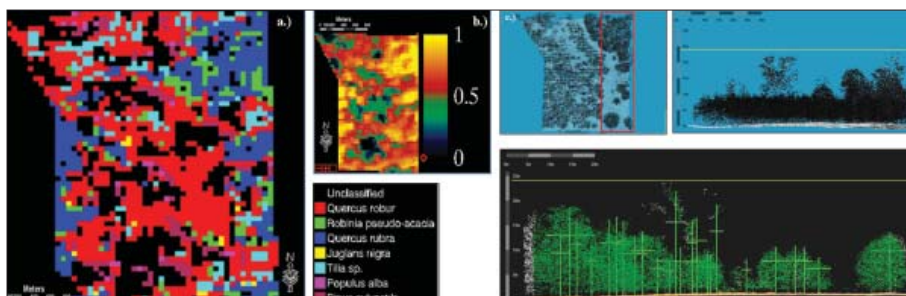 a.)
Meters
Meters
b.)
1
0.5
0
Unclassified
Quercus robur
Robinia pseudo-acacia
Quercus rubra
Juglans nigra
Tilia sp.
Populus alba
c.)